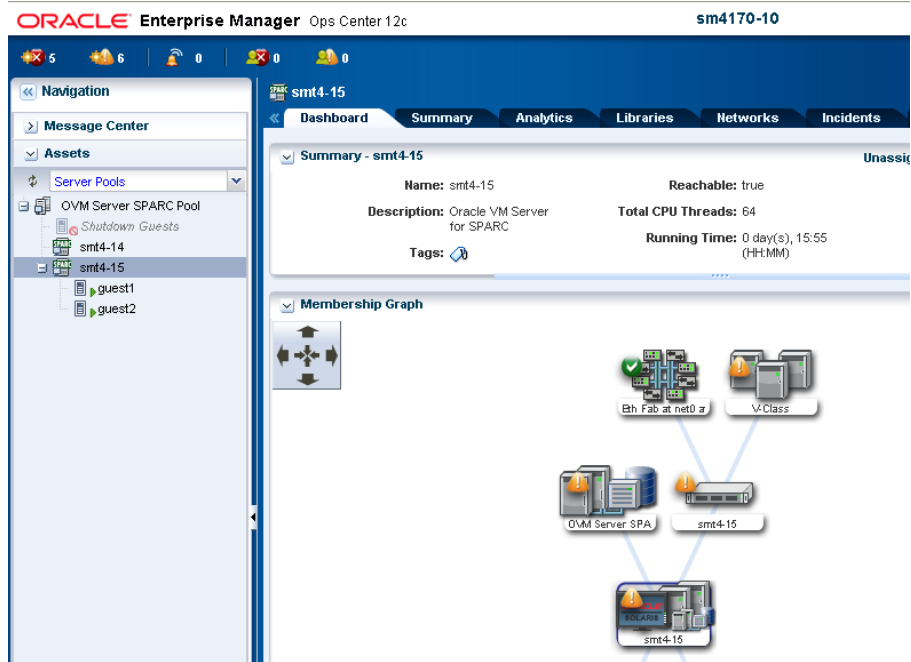 ORACLE Enterprise Manager Ops Center 12c
sm4170-10
5 6 0 0 0
Navigation
Message Center
Assets
Server Pools
OVM Server SPARC Pool
Shutdown Guests
SPARC smt4-14
SPARC smt4-15
guest1
guest2
SPARC smt4-15
Dashboard Summary Analytics Libraries Networks Incidents
Summary - smt4-15 Unassig
Name: smt4-15 Reachable: true
Description: Oracle VM Server Total CPU Threads: 64
for SPARC Running Time: 0 day(s), 15:55
(HH:MM)
Tags:
Membership Graph
Eth Fab at net0 a V-Class
OVM Server SPA smt4-15
SOLARIS
smt4-15